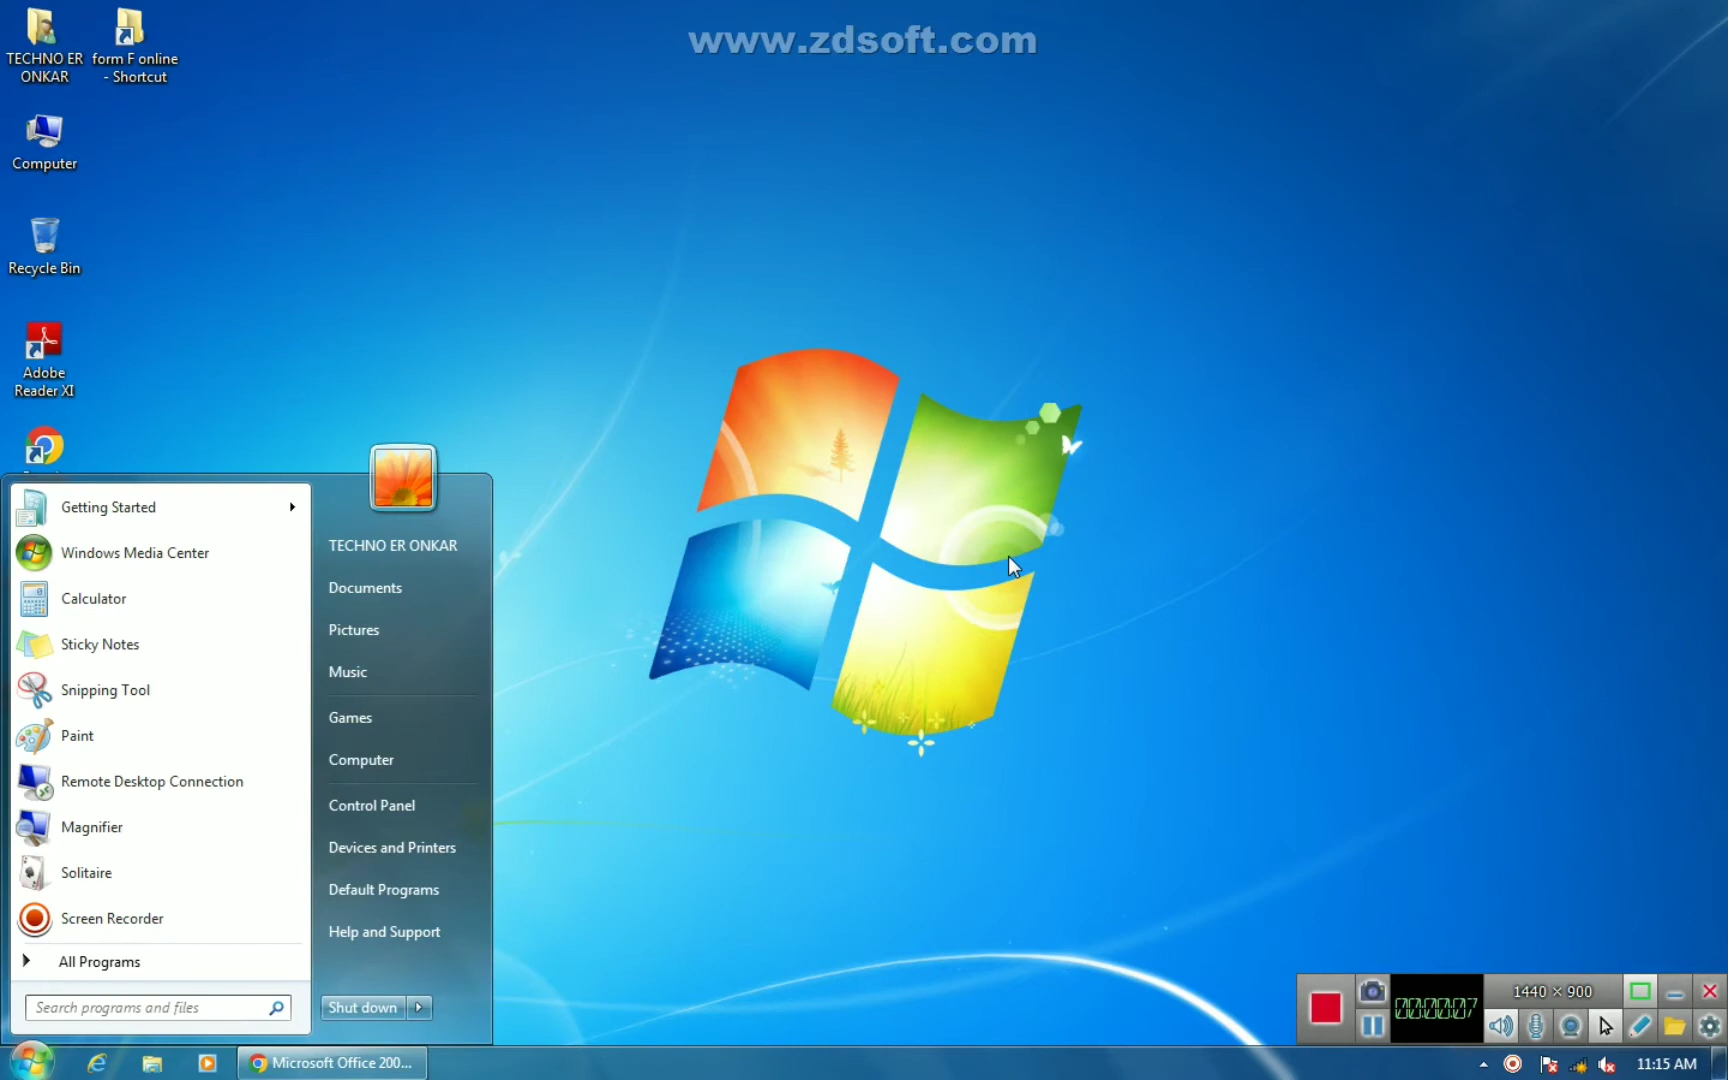 www.zdsoft.com
TECHNO ER
ONKAR
form F online
- Shortcut
Computer
Recycle Bin
Adobe
Reader XI
Getting Started
Windows Media Center
Calculator
Sticky Notes
Snipping Tool
Paint
Remote Desktop Connection
Magnifier
Solitaire
Screen Recorder
All Programs
Search programs and files
TECHNO ER ONKAR
Documents
Pictures
Music
Games
Computer
Control Panel
Devices and Printers
Default Programs
Help and Support
Shut down
00:00:07
1440 × 900
Microsoft Office 200...
11:15 AM